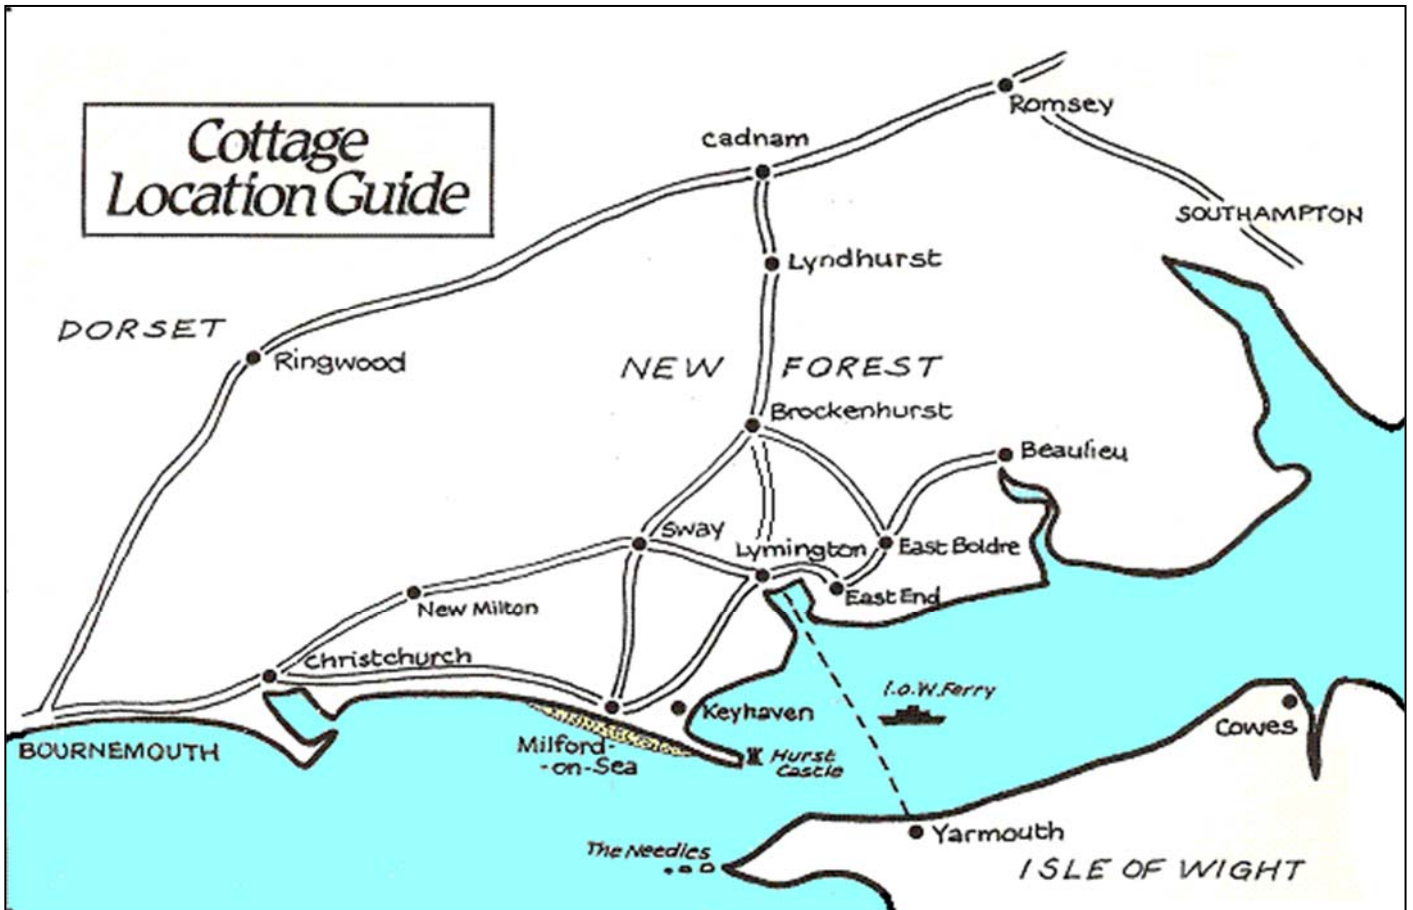 Cottage
Location Guide
Romsey
Cadnam
SOUTHAMPTON
Lyndhurst
DORSET
Ringwood
NEW FOREST
Brockenhurst
Beaulieu
Sway
Lymington
East Boldre
New Milton
East End
Christchurch
I.o.W. Ferry
Keyhaven
Cowes
BOURNEMOUTH
Milford-
-on-Sea
Hurst
Castle
Yarmouth
The Needles
ISLE OF WIGHT